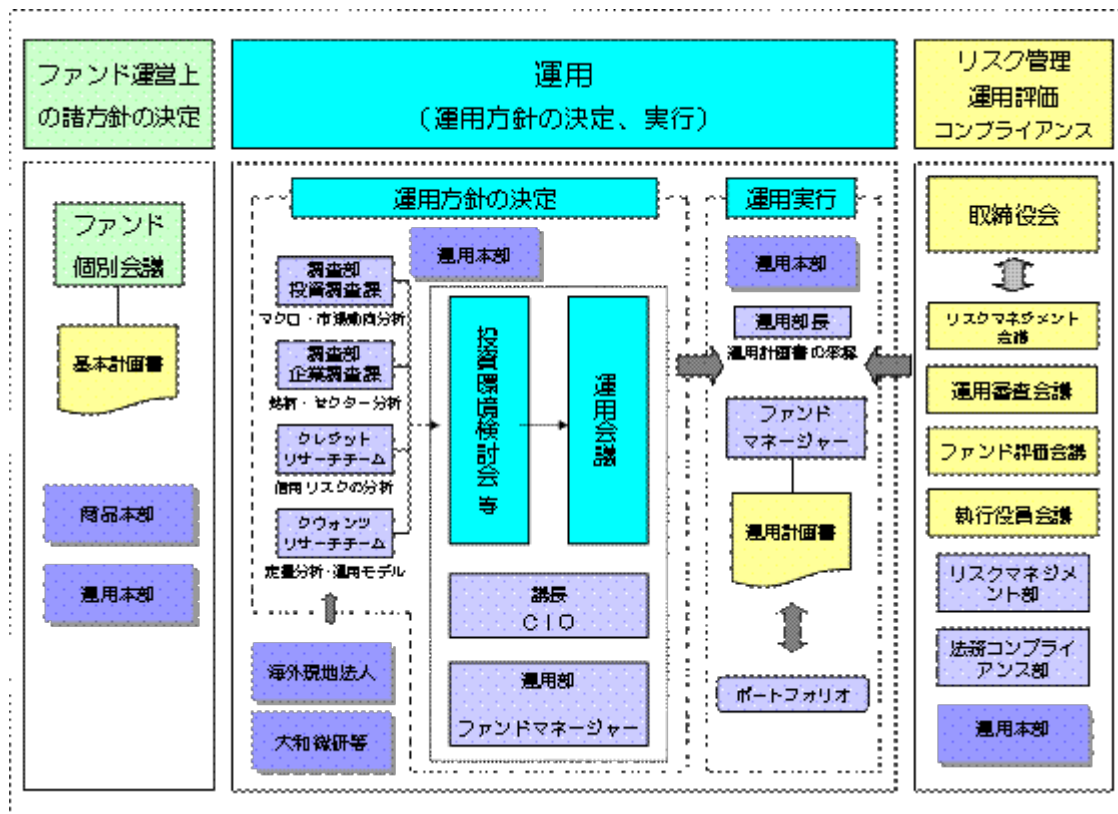 ファンド運営上
の諸方針の決定
運用
（運用方針の決定、実行）
リスク管理
運用評価
コンプライアンス
ファンド
個別会議
基本計画書
商品本部
運用本部
運用方針の決定
運用本部
調査部
投資調査課
マクロ・市場動向分析
調査部
企業調査課
銘柄・セクター分析
クレジット
リサーチチーム
信用リスクの分析
クウォンツ
リサーチチーム
定量分析・運用モデル
海外現地法人
大和総研等
投資環境検討会 等
運用会議
議長
ＣＩＯ
運用部
ファンドマネージャー
運用実行
運用本部
運用部長
運用計画書の承認
ファンド
マネージャー
運用計画書
ポートフォリオ
取締役会
リスクマネジメント
会議
運用審査会議
ファンド評価会議
執行役員会議
リスクマネジメ
ント部
法務コンプライ
アンス部
運用本部